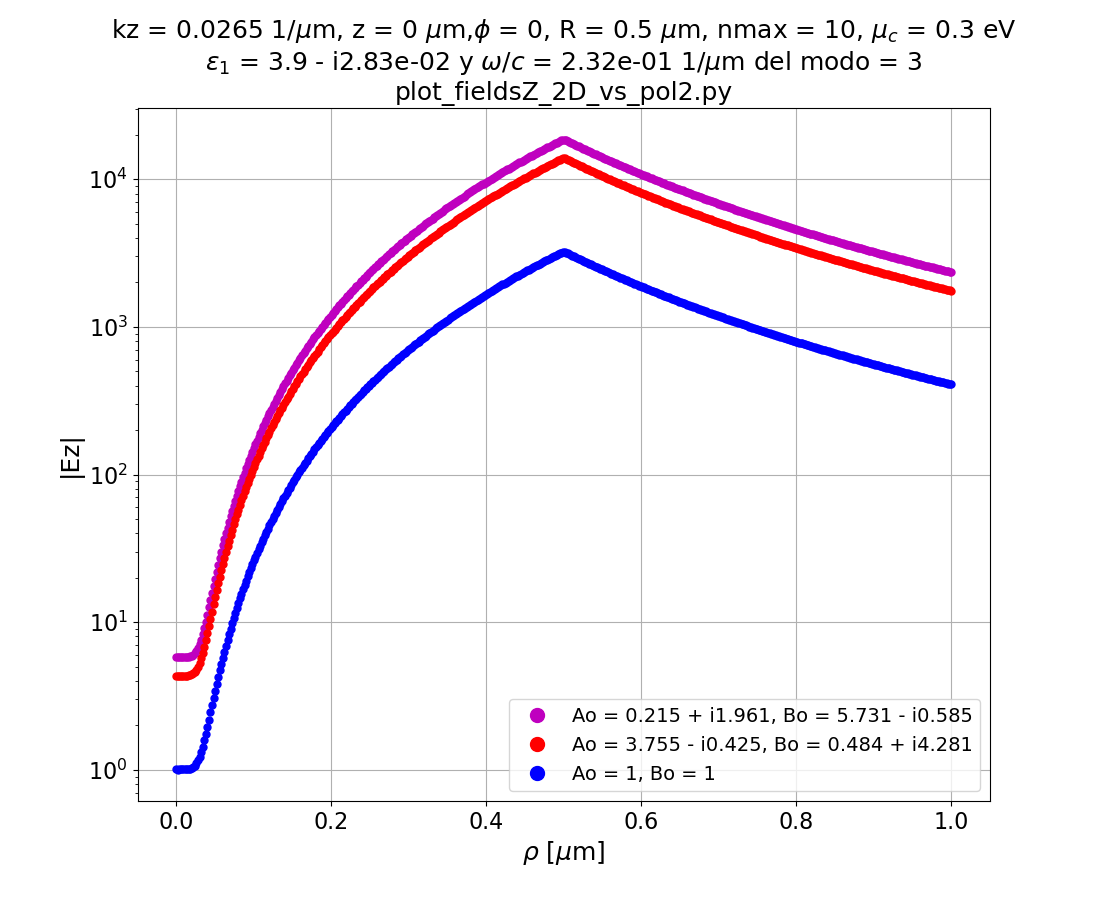 kz = 0.0265 1/μm, z = 0 μm,ϕ = 0, R = 0.5 μm, nmax = 10, μc = 0.3 eV
ε1 = 3.9 - i2.83e-02 y ω/c = 2.32e-01 1/μm del modo = 3
plot_fieldsZ_2D_vs_pol2.py
|Ez|
10^4
10^3
10^2
10^1
10^0
Ao = 0.215 + i1.961, Bo = 5.731 - i0.585
Ao = 3.755 - i0.425, Bo = 0.484 + i4.281
Ao = 1, Bo = 1
0.0 0.2 0.4 0.6 0.8 1.0
ρ [μm]